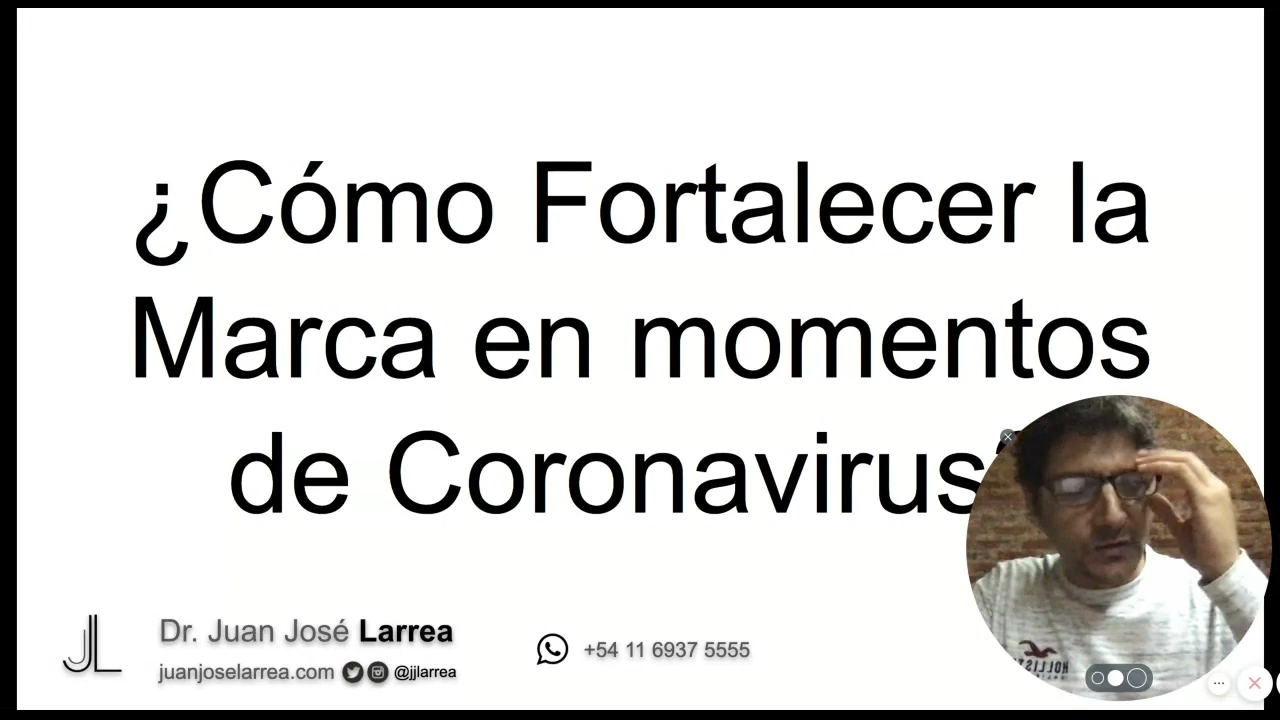 ¿Cómo Fortalecer la
Marca en momentos
de Coronavirus?
Dr. Juan José Larrea
juanjoselarrea.com @jjlarrea
+54 11 6937 5555